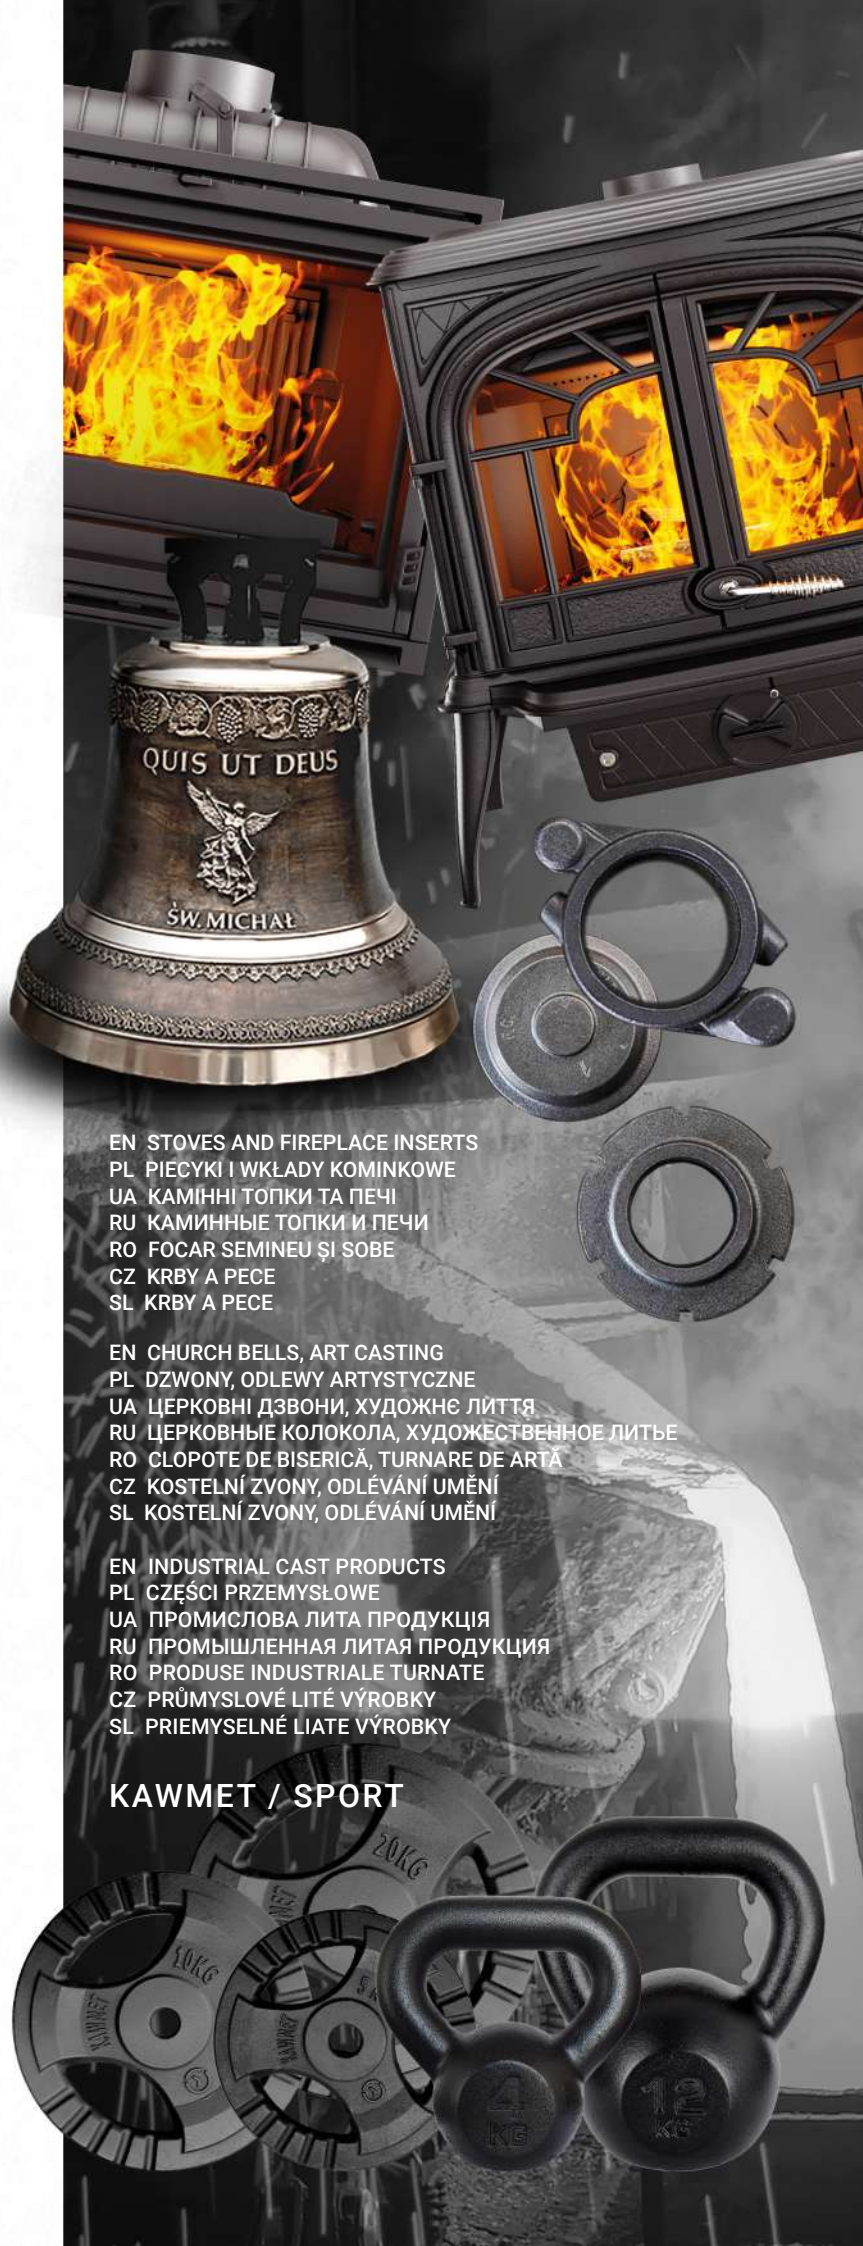 QUIS UT DEUS
ŚW. MICHAŁ
EN STOVES AND FIREPLACE INSERTS
PL PIECYKI I WKŁADY KOMINKOWE
UA КАМІННІ ТОПКИ ТА ПЕЧІ
RU КАМИННЫЕ ТОПКИ И ПЕЧИ
RO FOCAR SEMINEU ȘI SOBE
CZ KRBY A PECE
SL KRBY A PECE
EN CHURCH BELLS, ART CASTING
PL DZWONY, ODLEWY ARTYSTYCZNE
UA ЦЕРКОВНІ ДЗВОНИ, ХУДОЖНЄ ЛИТТЯ
RU ЦЕРКОВНЫЕ КОЛОКОЛА, ХУДОЖЕСТВЕННОЕ ЛИТЬЕ
RO CLOPOTE DE BISERICĂ, TURNARE DE ARTĂ
CZ KOSTELNÍ ZVONY, ODLÉVÁNÍ UMĚNÍ
SL KOSTELNÍ ZVONY, ODLÉVÁNÍ UMĚNÍ
EN INDUSTRIAL CAST PRODUCTS
PL CZĘŚCI PRZEMYSŁOWE
UA ПРОМИСЛОВА ЛИТА ПРОДУКЦІЯ
RU ПРОМЫШЛЕННАЯ ЛИТАЯ ПРОДУКЦИЯ
RO PRODUSE INDUSTRIALE TURNATE
CZ PRŮMYSLOVÉ LITÉ VÝROBKY
SL PRIEMYSELNÉ LIATE VÝROBKY
KAWMET / SPORT
20KG
10KG
KAWMET
5
KAWMET
4
KG
12
KG